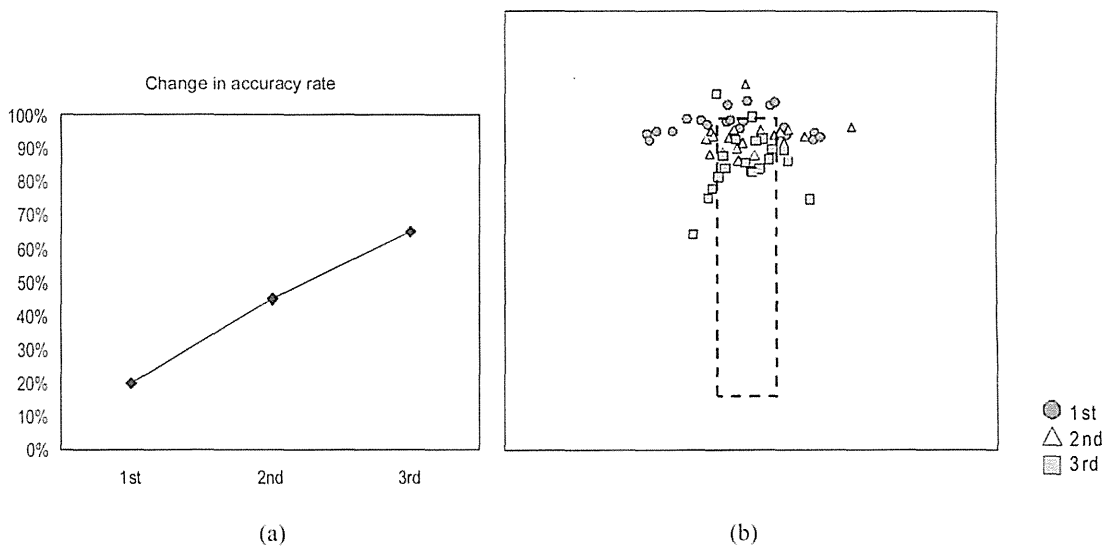 Change in accuracy rate
100%
90%
80%
70%
60%
50%
40%
30%
20%
10%
0%
1st 2nd 3rd
(a)
1st
2nd
3rd
(b)